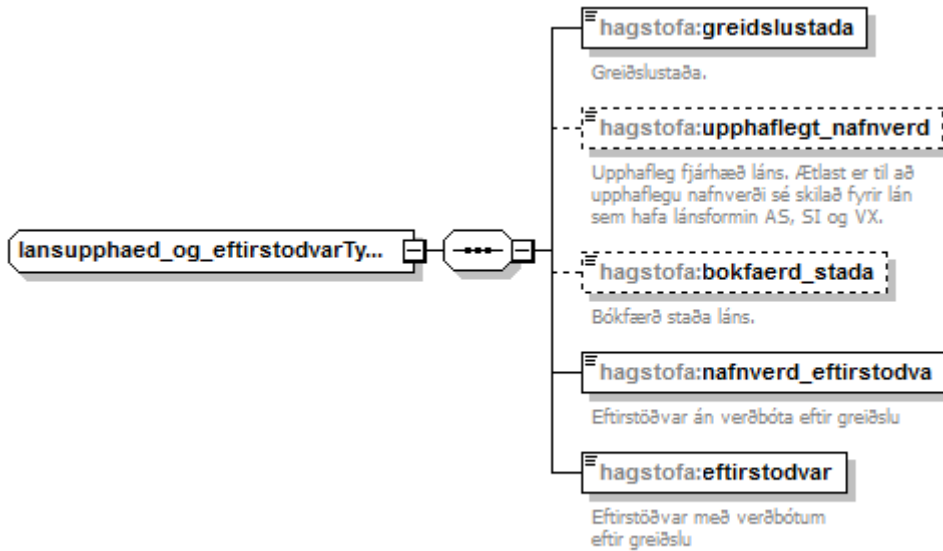 hagstofa:greidslustada
Greiðslustaða.
hagstofa:upphaflegt_nafnverd
Upphafleg fjárhæð láns. Ætlast er til að
upphaflegu nafnverði sé skilað fyrir lán
sem hafa lánsformin AS, SI og VX.
lansupphaed_og_eftirstodvarTy...
hagstofa:bokfaerd_stada
Bókfærð staða láns.
hagstofa:nafnverd_eftirstodva
Eftirstöðvar án verðbóta eftir greiðslu
hagstofa:eftirstodvar
Eftirstöðvar með verðbótum
eftir greiðslu